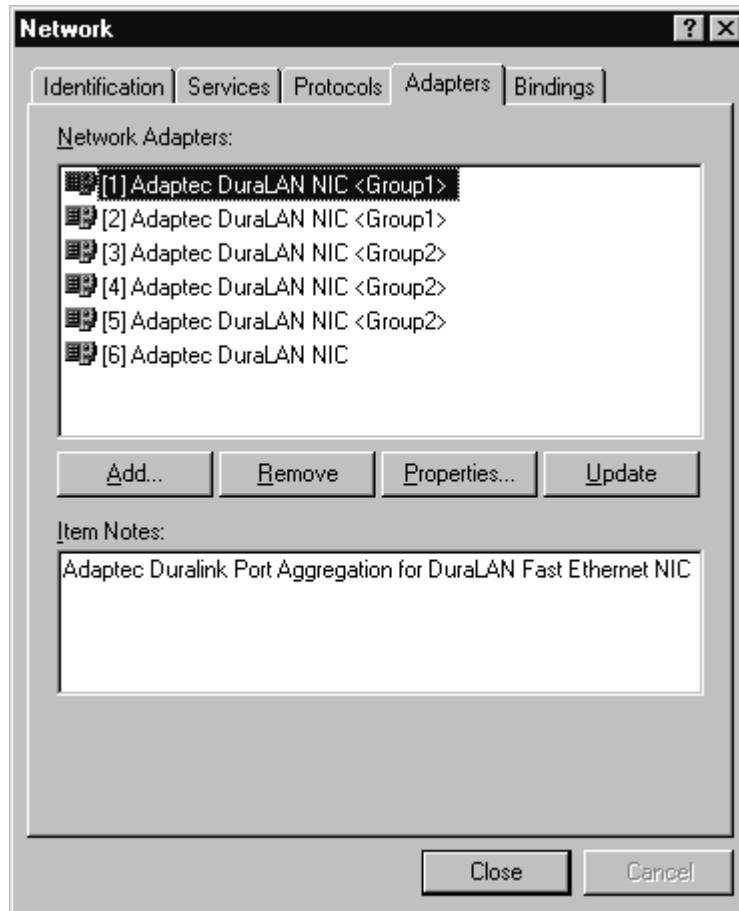 Network
Identification Services Protocols Adapters Bindings
Network Adapters:
[1] Adaptec DuraLAN NIC <Group1>
[2] Adaptec DuraLAN NIC <Group1>
[3] Adaptec DuraLAN NIC <Group2>
[4] Adaptec DuraLAN NIC <Group2>
[5] Adaptec DuraLAN NIC <Group2>
[6] Adaptec DuraLAN NIC
Add... Remove Properties... Update
Item Notes:
Adaptec Duralink Port Aggregation for DuraLAN Fast Ethernet NIC
Close Cancel